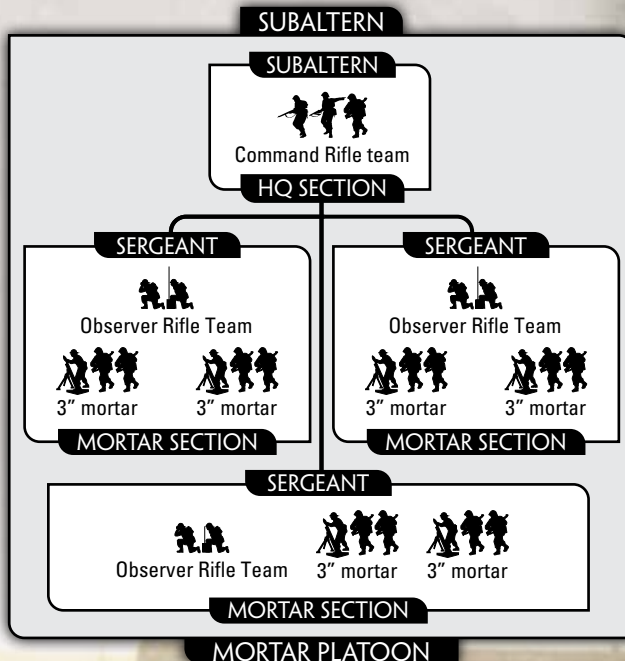 SUBALTERN
SUBALTERN
Command Rifle team
HQ SECTION
SERGEANT
Observer Rifle Team
3” mortar 3” mortar
MORTAR SECTION
SERGEANT
Observer Rifle Team
3” mortar 3” mortar
MORTAR SECTION
SERGEANT
Observer Rifle Team 3” mortar 3” mortar
MORTAR SECTION
MORTAR PLATOON